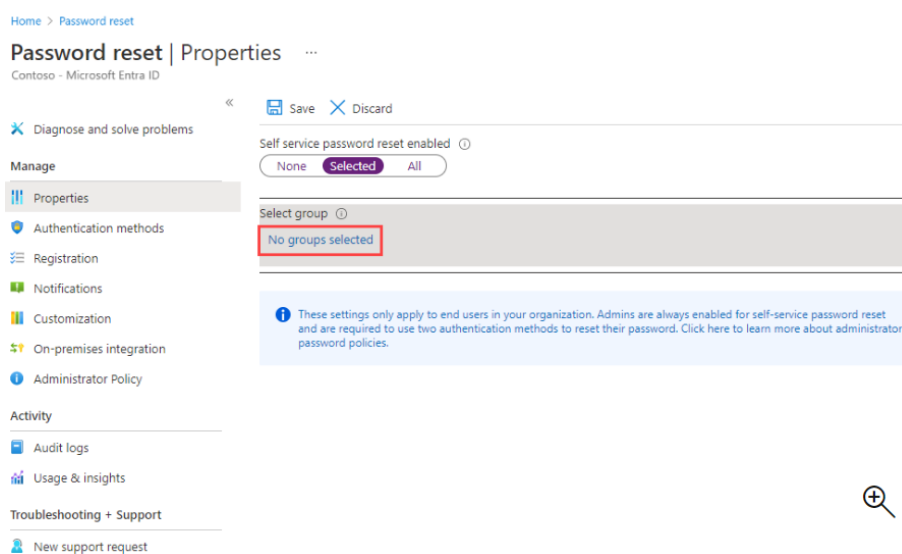 Home > Password reset
Password reset | Properties ...
Contoso - Microsoft Entra ID
«
Save Discard
Diagnose and solve problems
Self service password reset enabled
None Selected All
Manage
Properties
Authentication methods
Registration
Notifications
Customization
On-premises integration
Administrator Policy
Select group
No groups selected
These settings only apply to end users in your organization. Admins are always enabled for self-service password reset
and are required to use two authentication methods to reset their password. Click here to learn more about administrator
password policies.
Activity
Audit logs
Usage & insights
Troubleshooting + Support
New support request